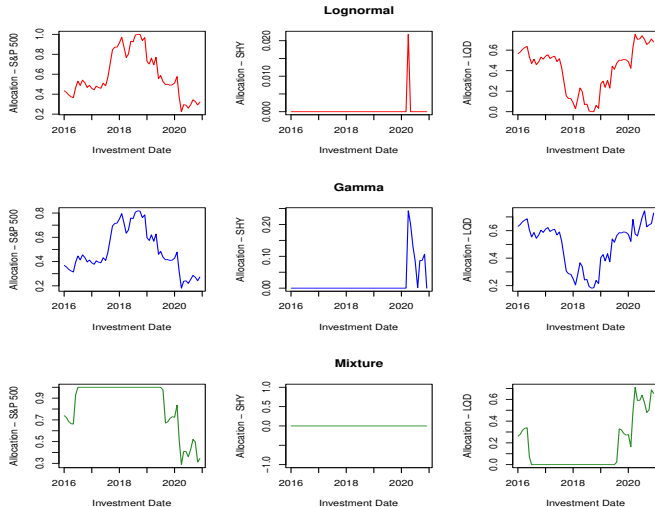 Lognormal
Allocation − S&P 500
0.2 0.4 0.6 0.8 1.0
2016 2018 2020
Investment Date
Allocation − SHY
0.000 0.010 0.020
2016 2018 2020
Investment Date
Allocation − LQD
0.0 0.2 0.4 0.6
2016 2018 2020
Investment Date
Gamma
Allocation − S&P 500
0.2 0.4 0.6 0.8
2016 2018 2020
Investment Date
Allocation − SHY
0.00 0.10 0.20
2016 2018 2020
Investment Date
Allocation − LQD
0.2 0.4 0.6
2016 2018 2020
Investment Date
Mixture
Allocation − S&P 500
0.3 0.5 0.7 0.9
2016 2018 2020
Investment Date
Allocation − SHY
−1.0 0.0 0.5 1.0
2016 2018 2020
Investment Date
Allocation − LQD
0.0 0.2 0.4 0.6
2016 2018 2020
Investment Date